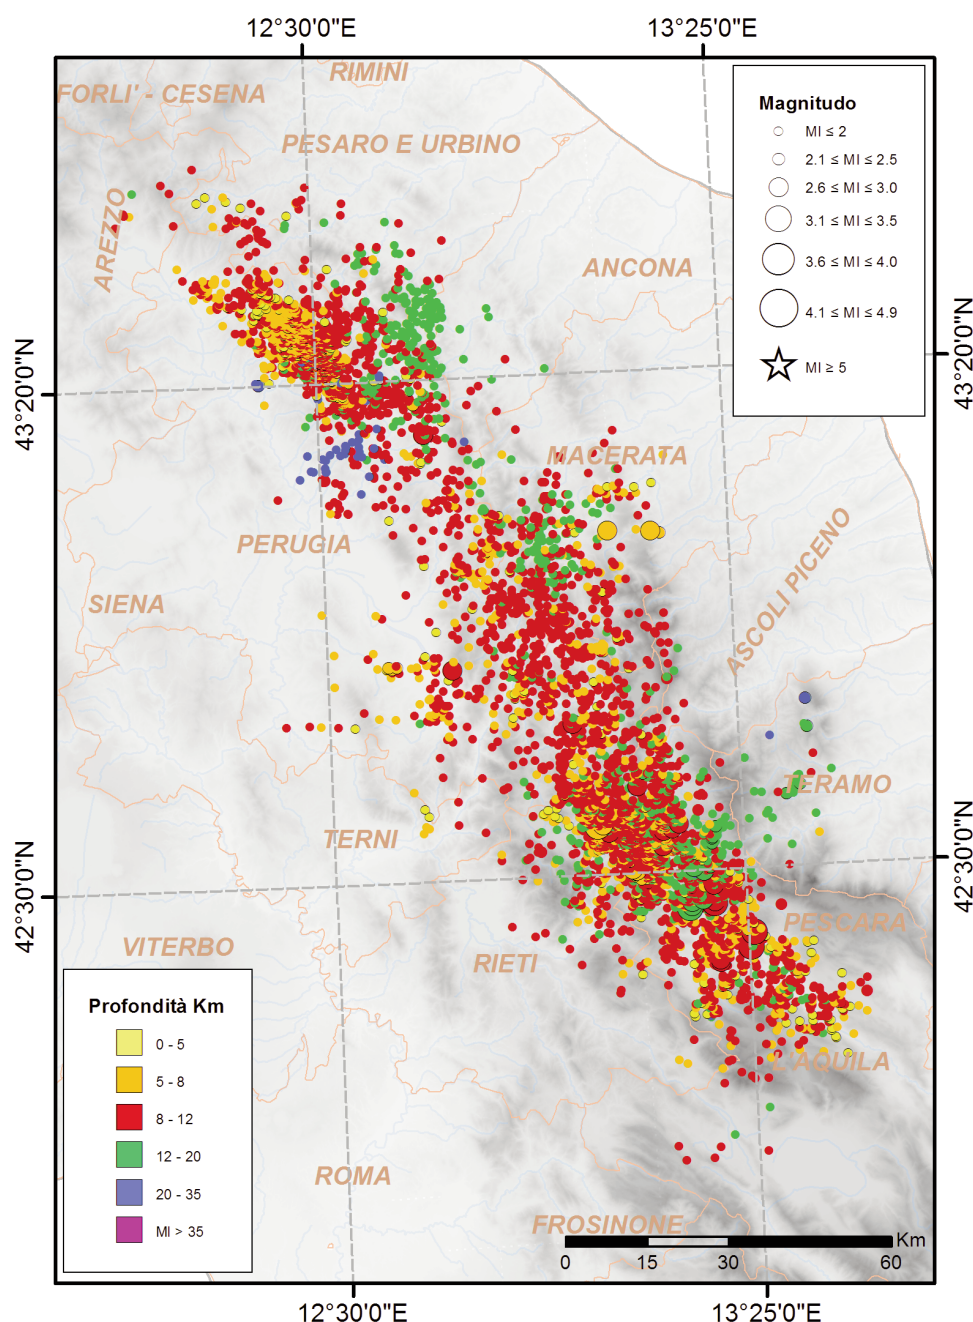 12°30'0"E
13°25'0"E
RIMINI
FORLI' - CESENA
PESARO E URBINO
AREZZO
ANCONA
Magnitudo
Ml ≤ 2
2.1 ≤ Ml ≤ 2.5
2.6 ≤ Ml ≤ 3.0
3.1 ≤ Ml ≤ 3.5
3.6 ≤ Ml ≤ 4.0
4.1 ≤ Ml ≤ 4.9
Ml ≥ 5
43°20'0"N
43°20'0"N
MACERATA
PERUGIA
ASCOLI PICENO
SIENA
TERAMO
TERNI
42°30'0"N
42°30'0"N
PESCARA
VITERBO
RIETI
L'AQUILA
Profondità Km
0 - 5
5 - 8
8 - 12
12 - 20
20 - 35
Ml > 35
ROMA
FROSINONE
Km
0
15
30
60
12°30'0"E
13°25'0"E